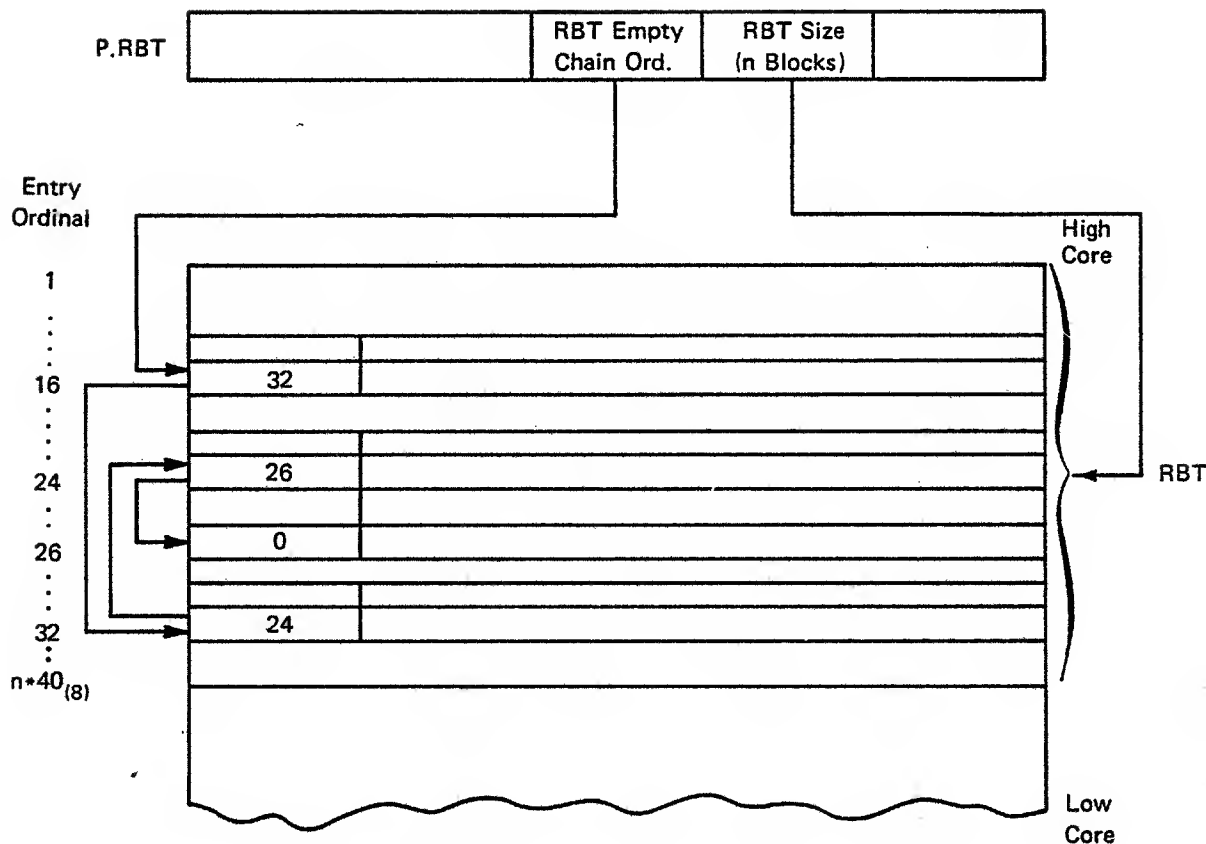 P.RBT
RBT Empty
Chain Ord.
RBT Size
(n Blocks)
Entry
Ordinal
High
Core
1
16
32
24
26
RBT
26
0
32
24
n*40(8)
Low
Core